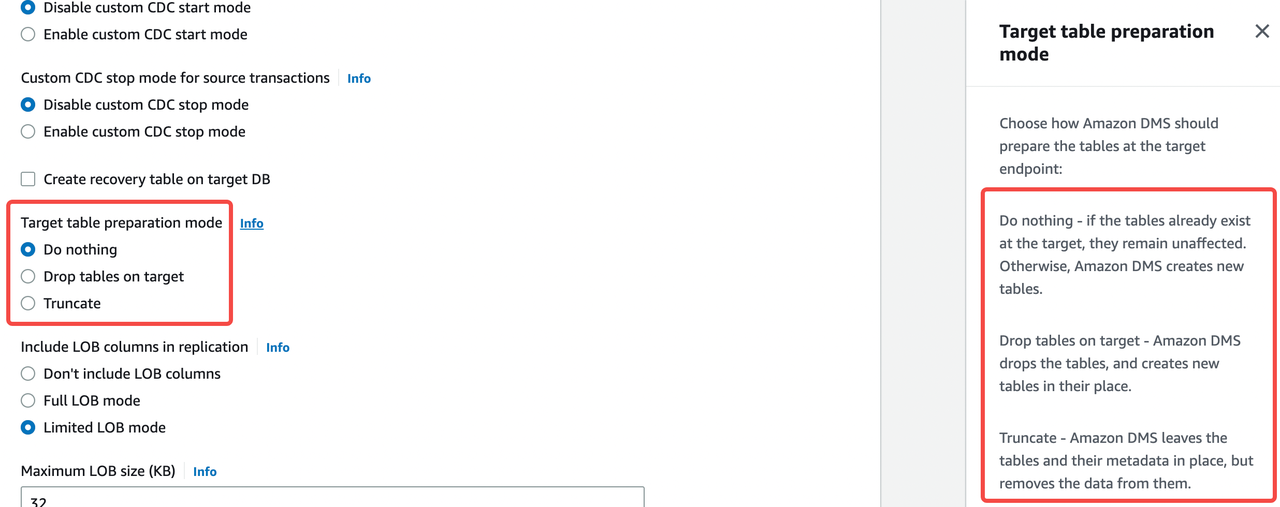 Disable custom CDC start mode
Enable custom CDC start mode
Custom CDC stop mode for source transactions Info
Disable custom CDC stop mode
Enable custom CDC stop mode
Create recovery table on target DB
Target table preparation mode Info
Do nothing
Drop tables on target
Truncate
Include LOB columns in replication Info
Don't include LOB columns
Full LOB mode
Limited LOB mode
Maximum LOB size (KB) Info
32
Target table preparation
mode
Choose how Amazon DMS should
prepare the tables at the target
endpoint:
Do nothing - if the tables already exist
at the target, they remain unaffected.
Otherwise, Amazon DMS creates new
tables.
Drop tables on target - Amazon DMS
drops the tables, and creates new
tables in their place.
Truncate - Amazon DMS leaves the
tables and their metadata in place, but
removes the data from them.